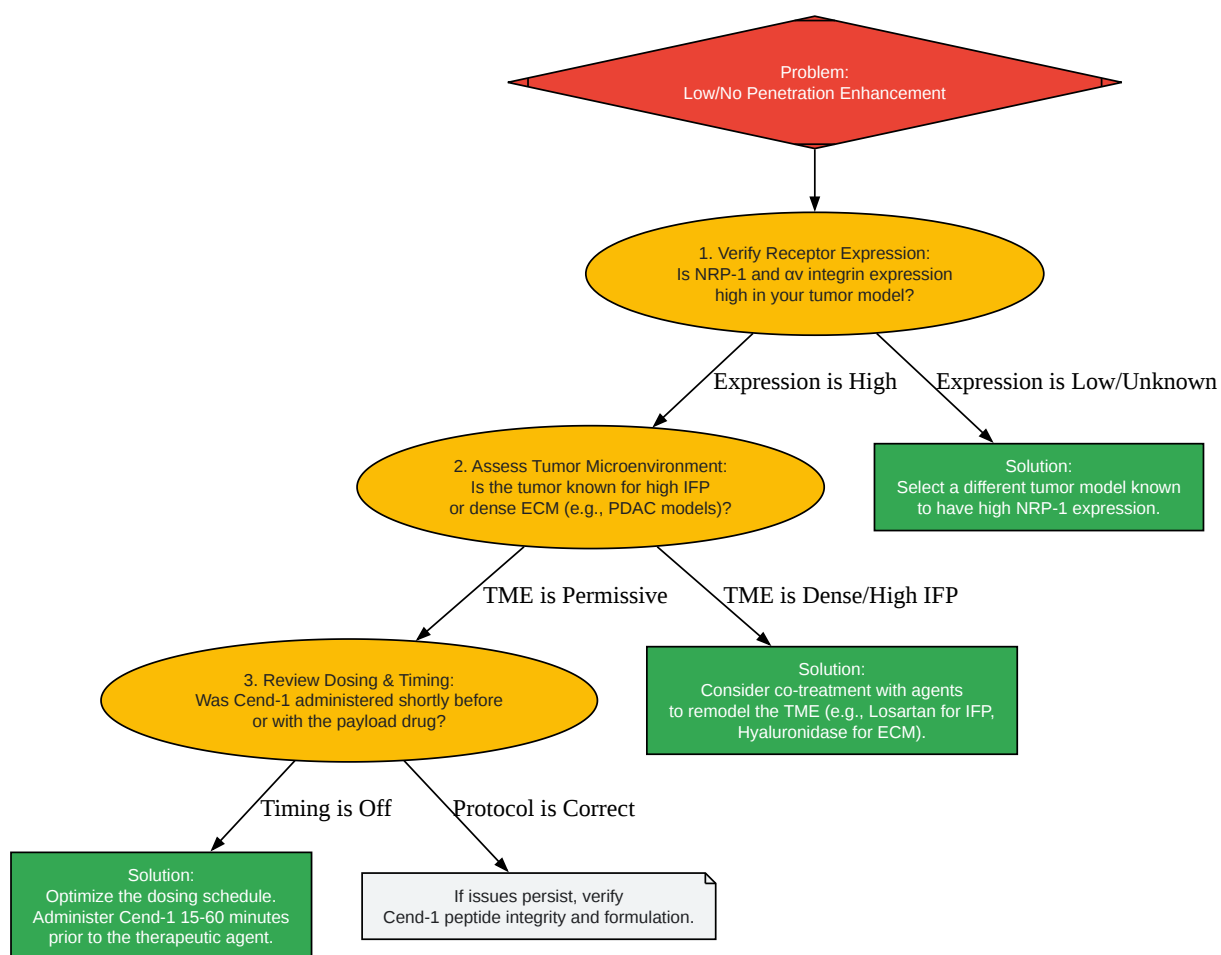 Problem:
Low/No Penetration Enhancement
1. Verify Receptor Expression:
Is NRP-1 and αv integrin expression
high in your tumor model?
Expression is High
Expression is Low/Unknown
2. Assess Tumor Microenvironment:
Is the tumor known for high IFP
or dense ECM (e.g., PDAC models)?
Solution:
Select a different tumor model known
to have high NRP-1 expression.
TME is Permissive
TME is Dense/High IFP
3. Review Dosing & Timing:
Was Cend-1 administered shortly before
or with the payload drug?
Solution:
Consider co-treatment with agents
to remodel the TME (e.g., Losartan for IFP,
Hyaluronidase for ECM).
Timing is Off
Protocol is Correct
Solution:
Optimize the dosing schedule.
Administer Cend-1 15-60 minutes
prior to the therapeutic agent.
If issues persist, verify
Cend-1 peptide integrity and formulation.